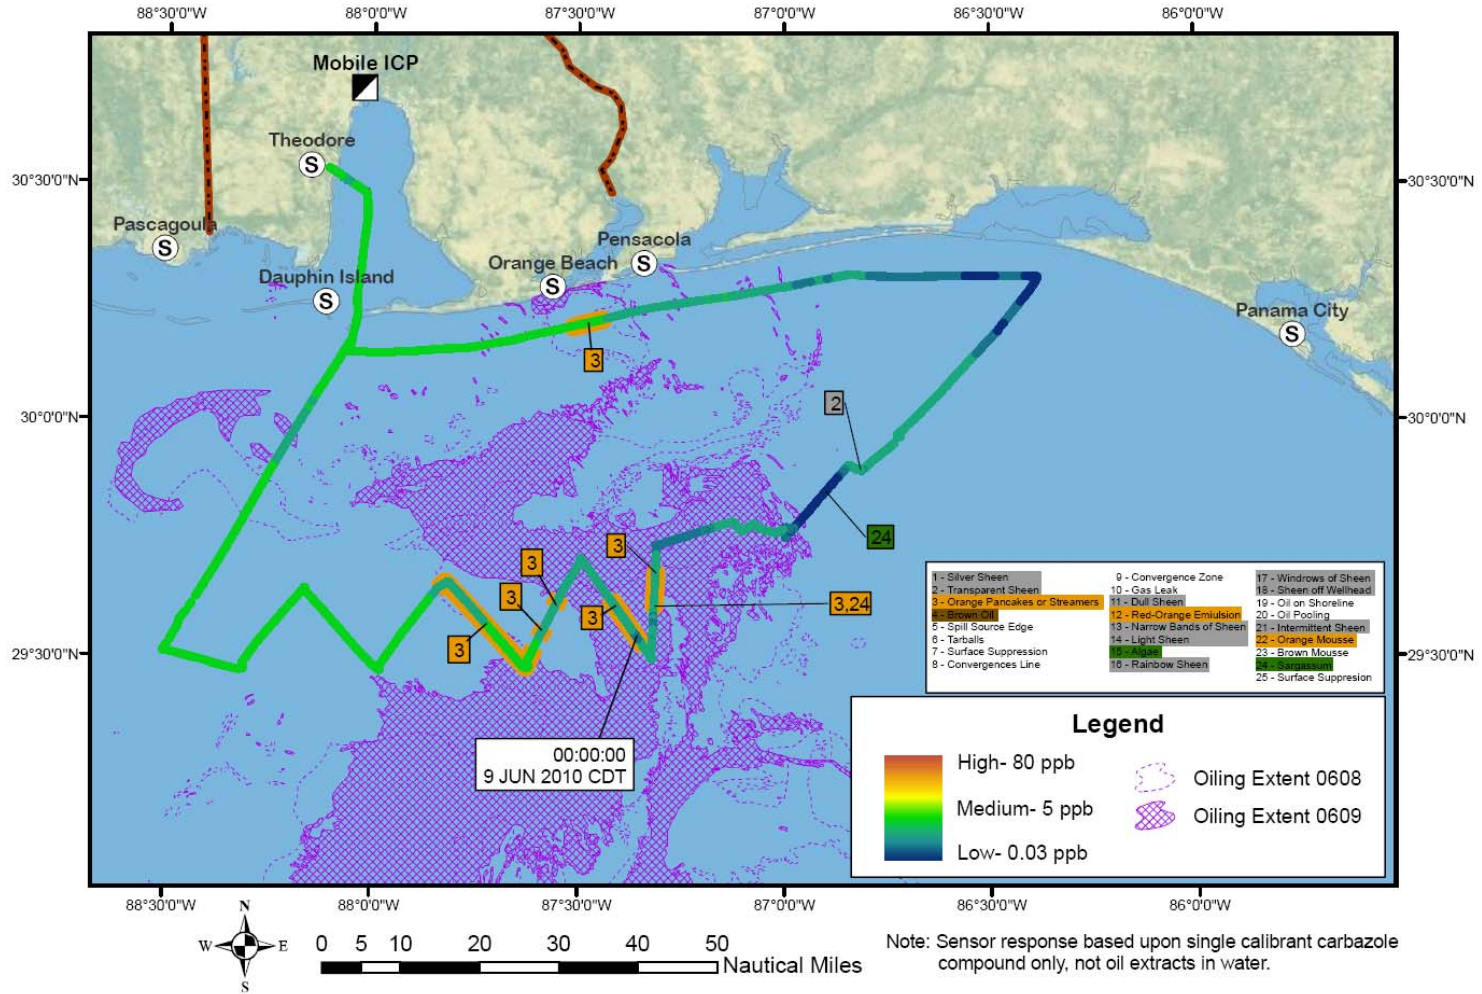 88°30'0"W 88°0'0"W 87°30'0"W 87°0'0"W 86°30'0"W 86°0'0"W
Mobile ICP
Theodore
S
30°30'0"N
30°30'0"N
Pascagoula
S
Pensacola
S
Orange Beach
S
Dauphin Island
S
Panama City
S
3
2
30°0'0"N
30°0'0"N
24
3
3
3
3
3,24
3
29°30'0"N
29°30'0"N
00:00:00
9 JUN 2010 CDT
1 - Silver Sheen
2 - Transparent Sheen
3 - Orange Pancakes or Streamers
4 - Brown Oil
5 - Spill Source Edge
6 - Tarballs
7 - Surface Suppression
8 - Convergences Line
9 - Convergence Zone
10 - Gas Leak
11 - Dull Sheen
12 - Red-Orange Emiulsion
13 - Narrow Bands of Sheen
14 - Light Sheen
15 - Algae
16 - Rainbow Sheen
17 - Windrows of Sheen
18 - Sheen off Wellhead
19 - Oil on Shoreline
20 - Oil Pooling
21 - Intermittent Sheen
22 - Orange Mousse
23 - Brown Mousse
24 - Sargassum
25 - Surface Suppresion
Legend
High- 80 ppb
Medium- 5 ppb
Low- 0.03 ppb
Oiling Extent 0608
Oiling Extent 0609
88°30'0"W 88°0'0"W 87°30'0"W 87°0'0"W 86°30'0"W 86°0'0"W
N
W E
S
0 5 10 20 30 40 50
Nautical Miles
Note: Sensor response based upon single calibrant carbazole
compound only, not oil extracts in water.